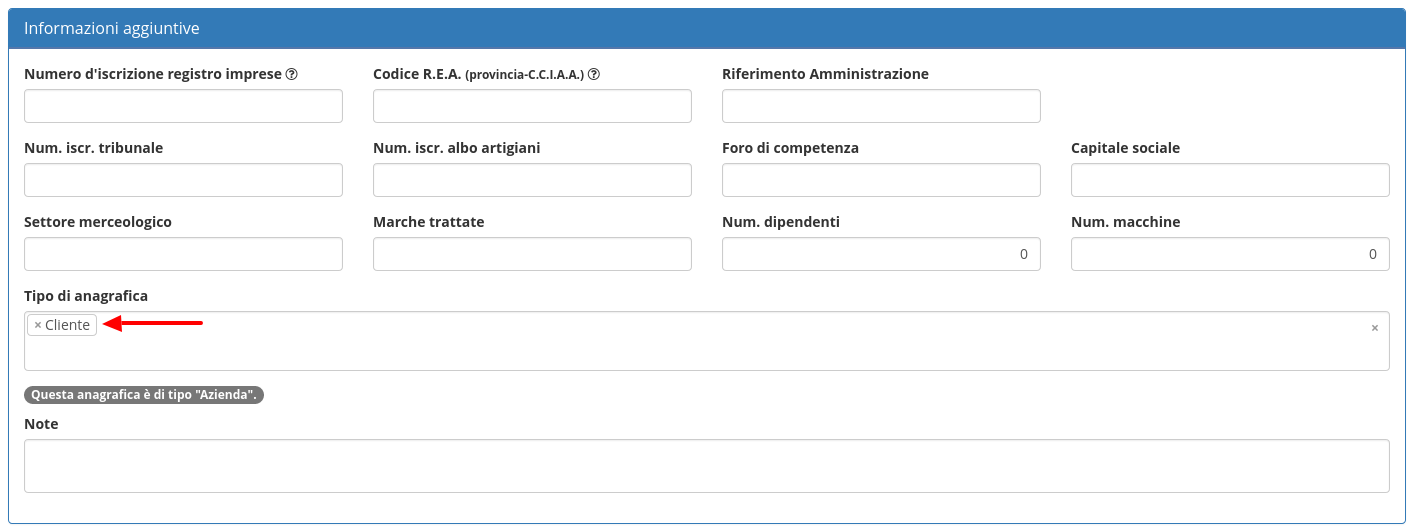 Informazioni aggiuntive
Numero d'iscrizione registro imprese Codice R.E.A. (provincia-C.C.I.A.A.) Riferimento Amministrazione
Num. iscr. tribunale Num. iscr. albo artigiani Foro di competenza Capitale sociale
Settore merceologico Marche trattate Num. dipendenti Num. macchine
0 0
Tipo di anagrafica
× Cliente ×
Questa anagrafica è di tipo "Azienda".
Note